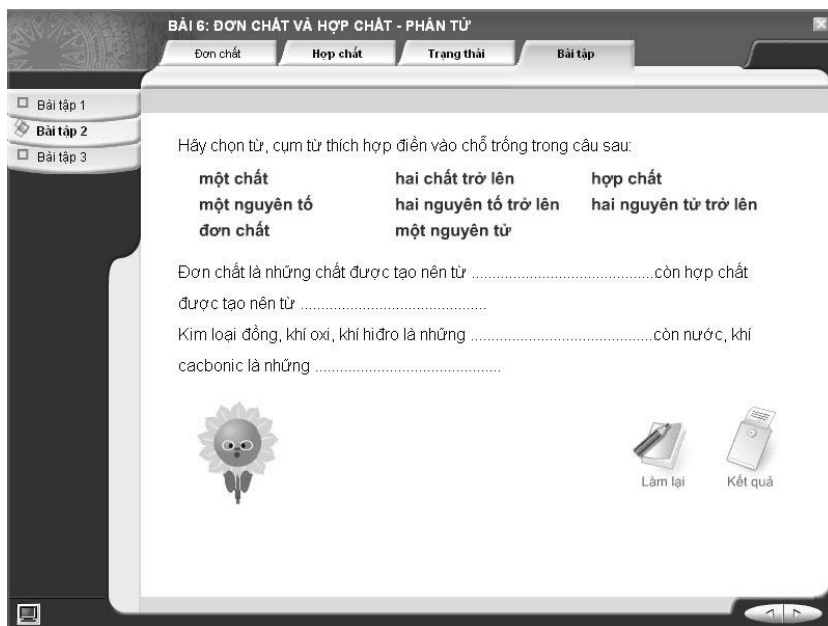 BÀI 6: ĐƠN CHẤT VÀ HỢP CHẤT - PHÂN TỬ
Đơn chất Hợp chất Trạng thái Bài tập
Bài tập 1
Bài tập 2
Bài tập 3
Hãy chọn từ, cụm từ thích hợp điền vào chỗ trống trong câu sau:
một chất hai chất trở lên hợp chất
một nguyên tố hai nguyên tố trở lên hai nguyên tử trở lên
đơn chất một nguyên tử
Đơn chất là những chất được tạo nên từ ............................................còn hợp chất
được tạo nên từ .............................................
Kim loại đồng, khí oxi, khí hiđro là những ............................................còn nước, khí
cacbonic là những .............................................
Làm lại Kết quả